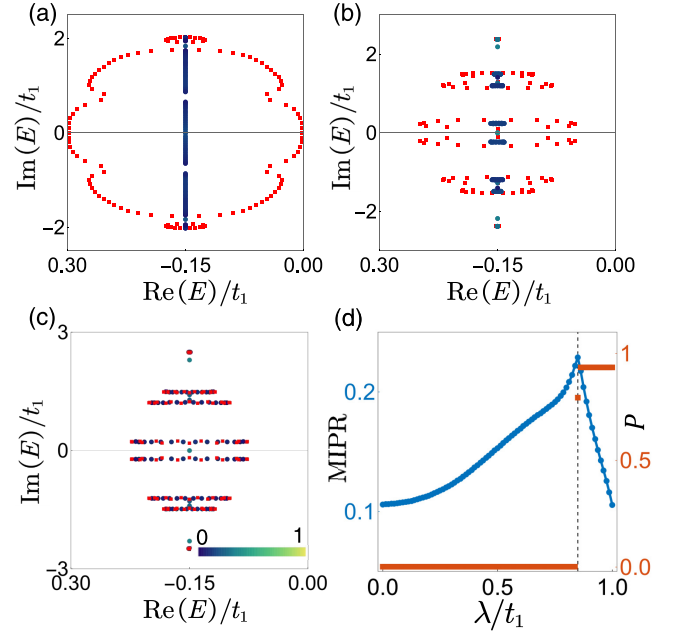 (a)
2
0
-2
Im(E)/t1
0.30
-0.15
0.00
Re(E)/t1
(b)
2
0
-2
Im(E)/t1
0.30
-0.15
0.00
Re(E)/t1
(c)
3
0
-3
Im(E)/t1
0
1
0.30
-0.15
0.00
Re(E)/t1
(d)
0.2
0.1
MIPR
1
0.5
0.0
P
0.0
0.5
1.0
λ/t1